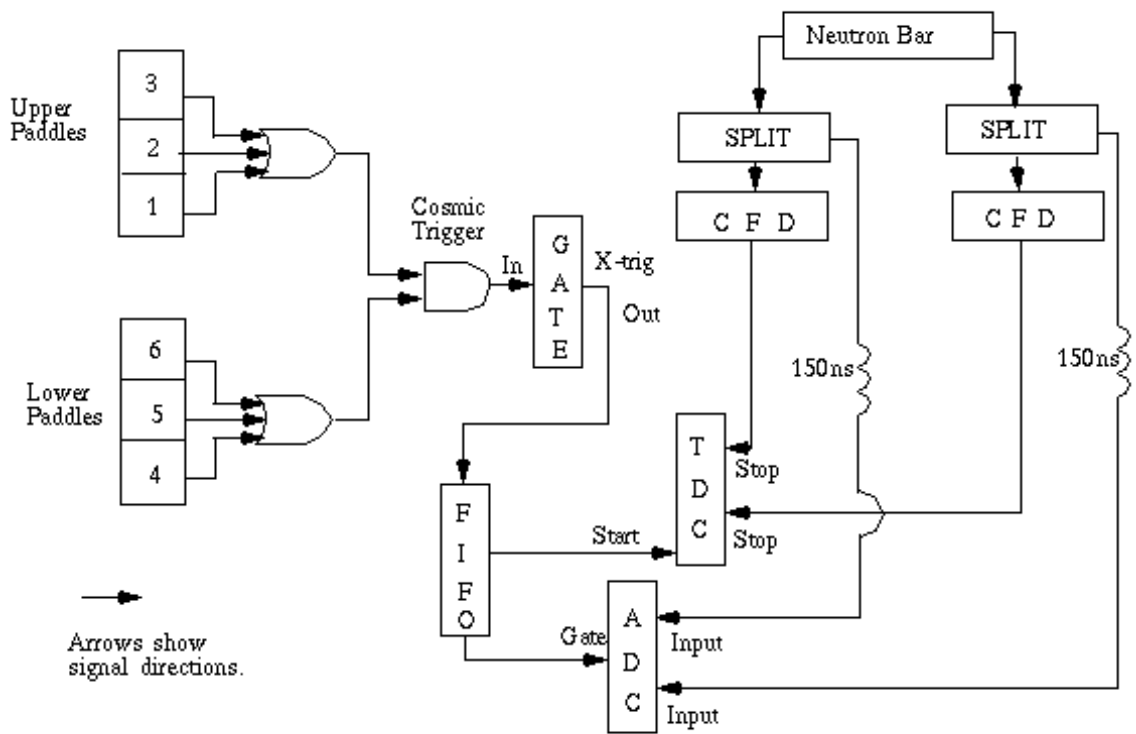 Neutron Bar
Upper
Paddles
3
2
1
SPLIT
SPLIT
C F D
C F D
Cosmic
Trigger
In
G
A
T
E
X-trig
Out
150ns
150ns
Lower
Paddles
6
5
4
T
D
C
Stop
Stop
F
I
F
O
Start
Gate
A
D
C
Input
Input
Arrows show
signal directions.